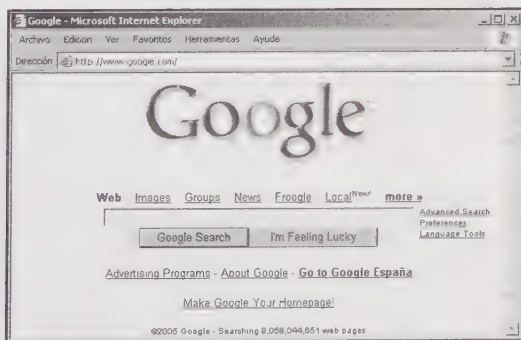 Google - Microsoft Internet Explorer
Archivo Edicion Ver Favoritos Herramientas Ayuda
Dirección http://www.google.com/
Google
Web Images Groups News Froogle Local New! more »
Advanced Search
Preferences
Language Tools
Google Search I'm Feeling Lucky
Advertising Programs - About Google - Go to Google España
Make Google Your Homepage!
©2005 Google - Searching 8,058,044,651 web pages